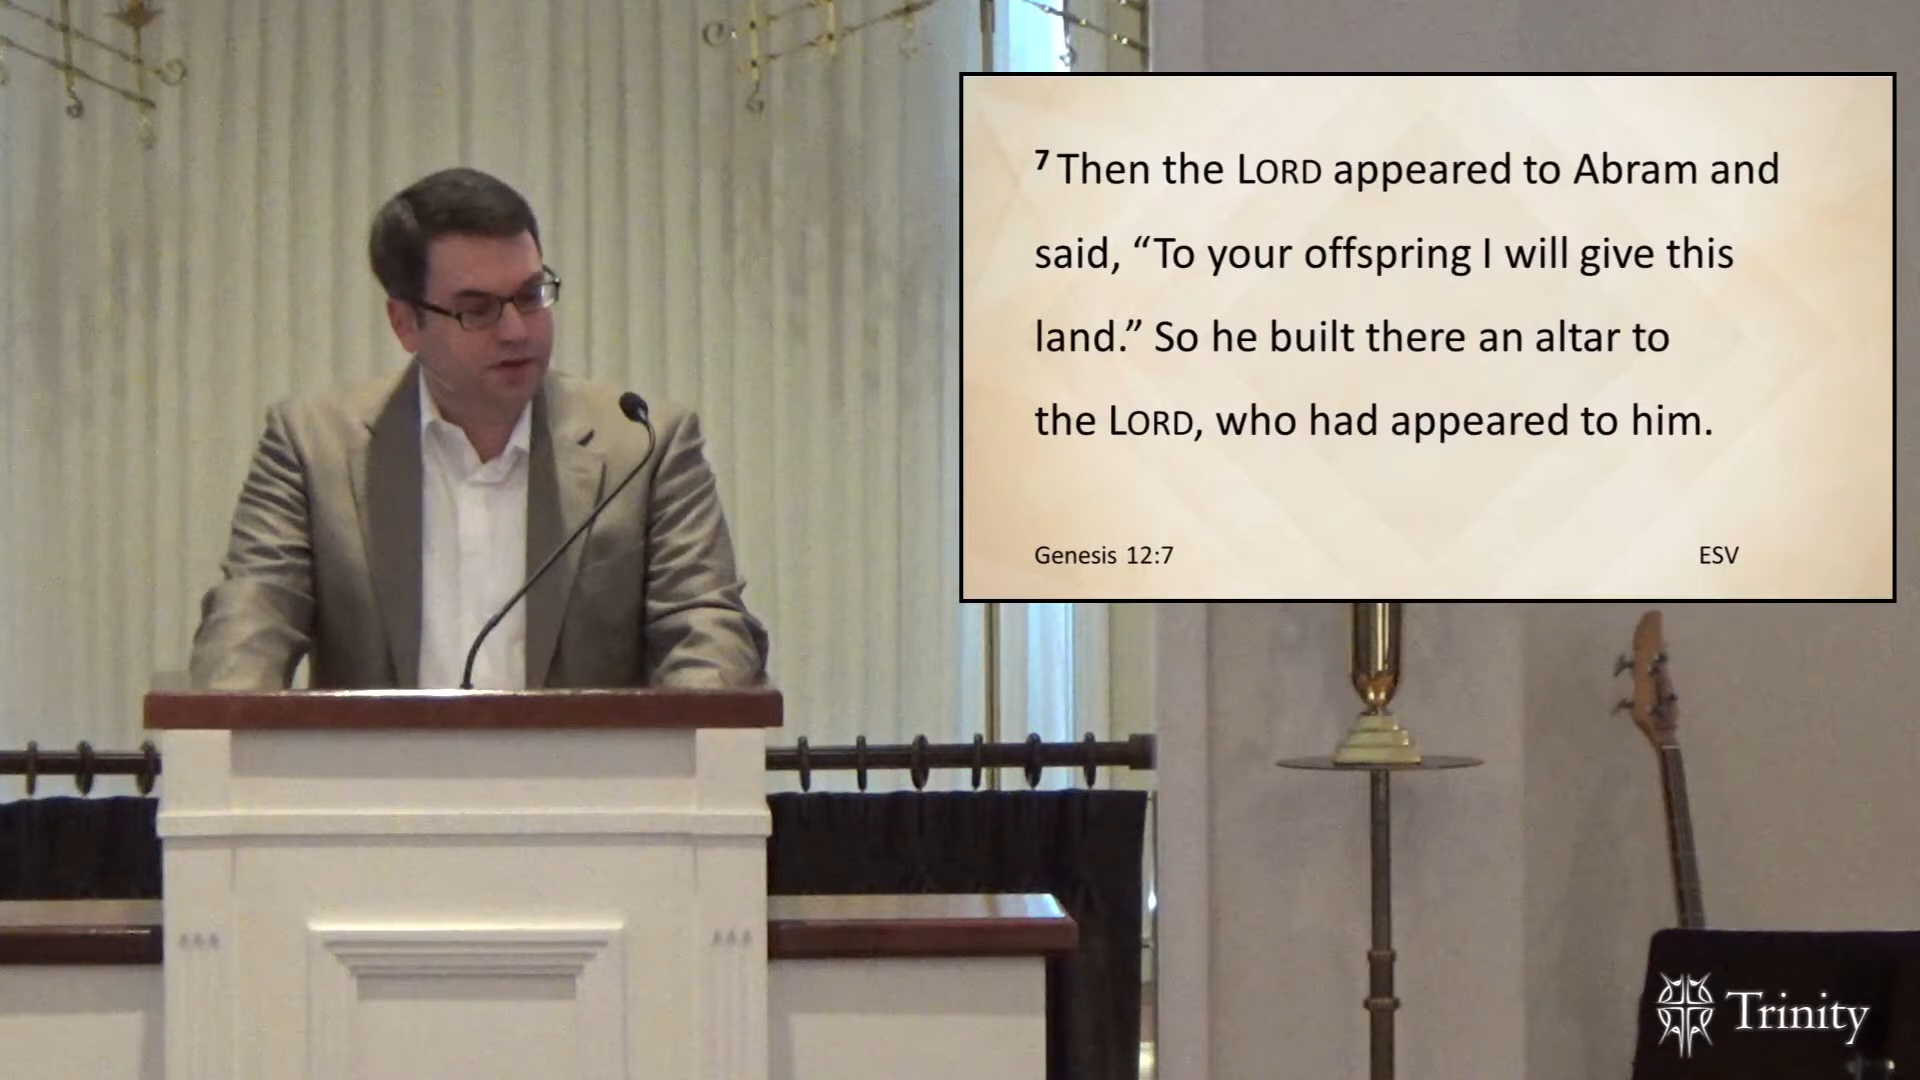 7 Then the LORD appeared to Abram and
said, “To your offspring I will give this
land.” So he built there an altar to
the LORD, who had appeared to him.
Genesis 12:7 ESV
Trinity